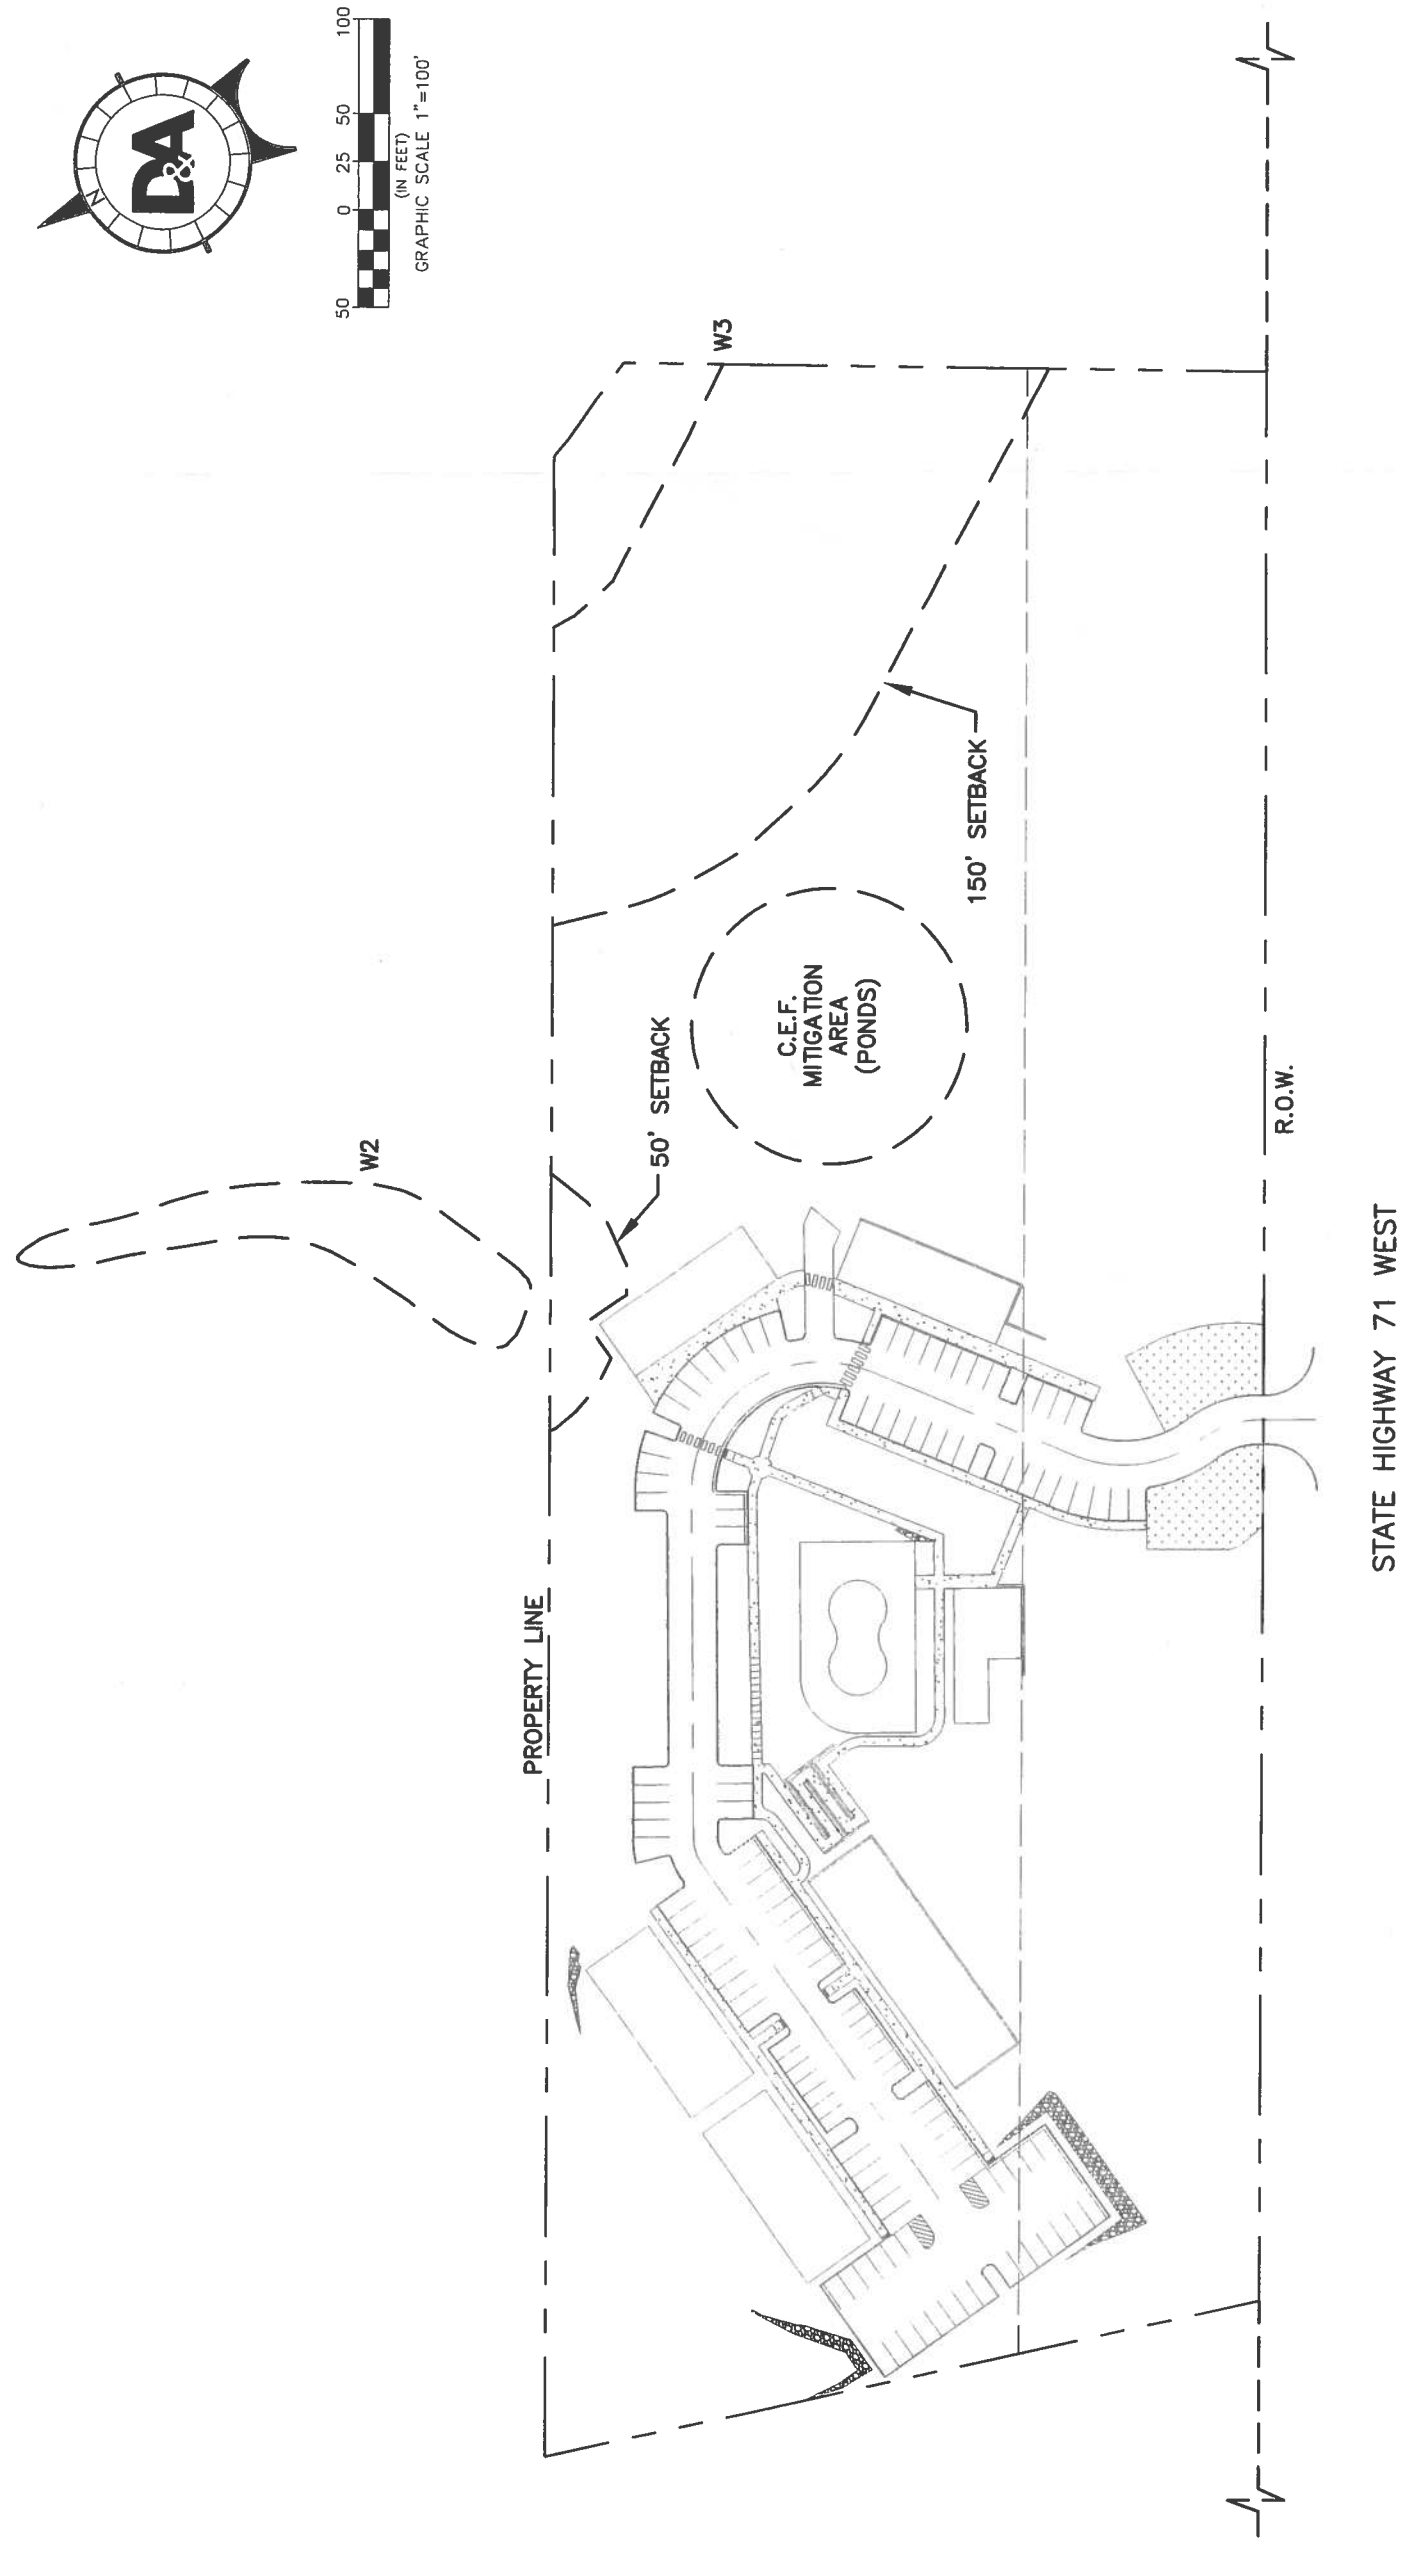 N
D&A
50 0 25 50 100
(IN FEET)
GRAPHIC SCALE 1"=100'
W2
W3
PROPERTY LINE
50' SETBACK
C.E.F.
MITIGATION
AREA
(PONDS)
150' SETBACK
R.O.W.
STATE HIGHWAY 71 WEST